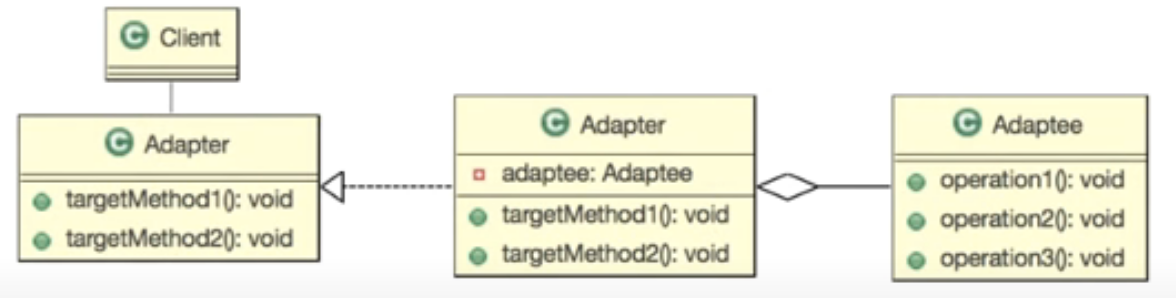 C Client
C Adapter
targetMethod1(): void
targetMethod2(): void
C Adapter
adaptee: Adaptee
targetMethod1(): void
targetMethod2(): void
C Adaptee
operation1(): void
operation2(): void
operation3(): void